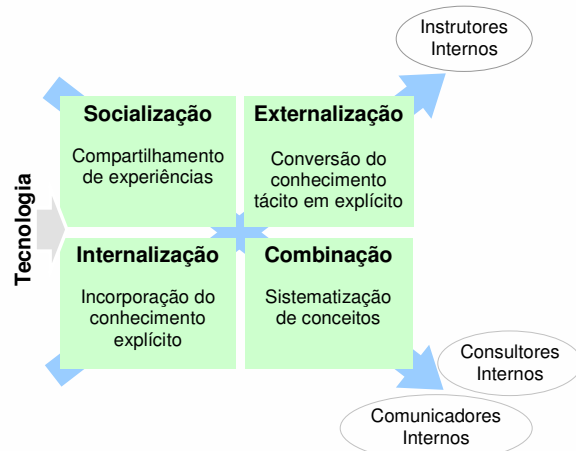 Instrutores
Internos
Socialização
Compartilhamento
de experiências
Externalização
Conversão do
conhecimento
tácito em explícito
Tecnologia
Internalização
Incorporação do
conhecimento
explícito
Combinação
Sistematização
de conceitos
Consultores
Internos
Comunicadores
Internos